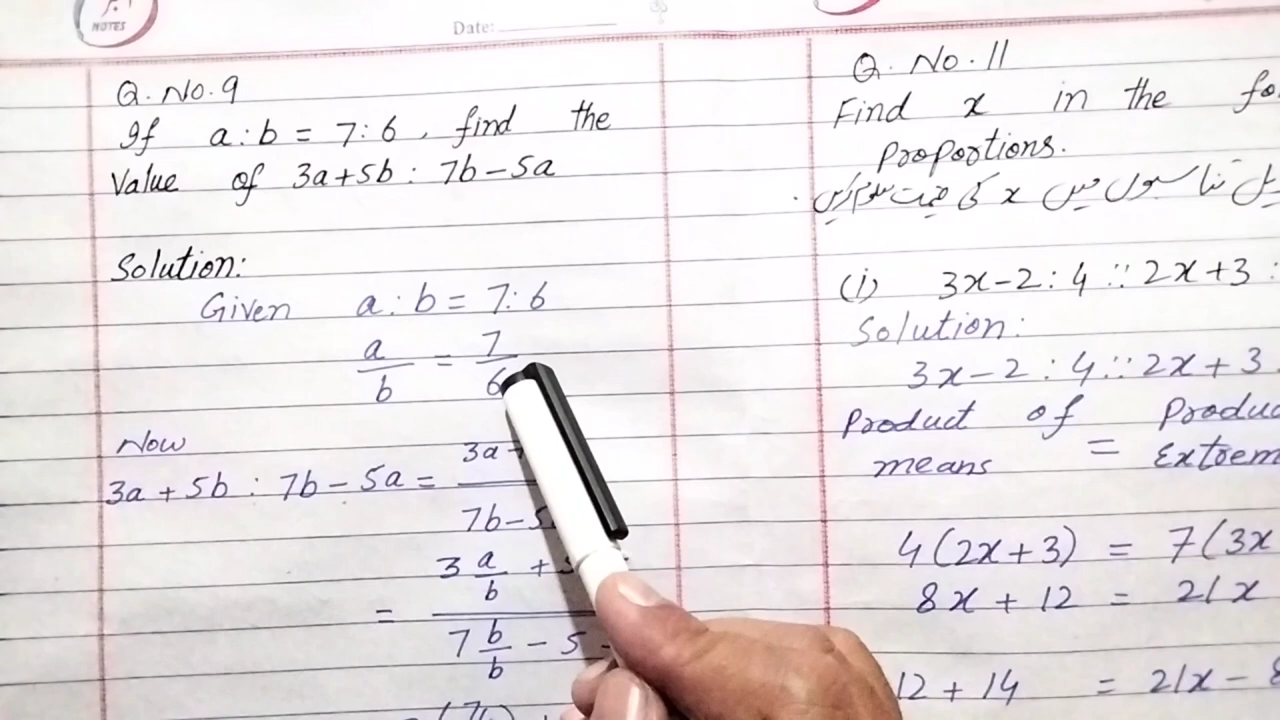 NOTES
Date:
Q. No. 9
If a : b = 7 : 6 , find the
Value of 3a+5b : 7b-5a
Solution:
Given a : b = 7 : 6
a/b = 7/6
Now
3a + 5b : 7b - 5a = 3a
7b-5
= 3 a/b +
7 b/b - 5
Q. No. 11
Find x in the
proportions.
(i) 3x-2 : 4 :: 2x+3 :
Solution:
3x-2 : 4 :: 2x+3
Product of
means =
4(2x+3) = 7(3x
8x + 12 = 21x
12 + 14 = 21x -